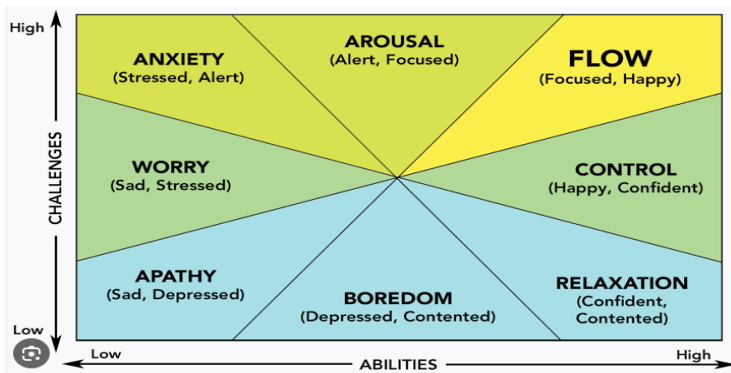 High
ANXIETY
(Stressed, Alert)
AROUSAL
(Alert, Focused)
FLOW
(Focused, Happy)
CHALLENGES
WORRY
(Sad, Stressed)
CONTROL
(Happy, Confident)
APATHY
(Sad, Depressed)
BOREDOM
(Depressed, Contented)
RELAXATION
(Confident,
Contented)
Low
Low
ABILITIES
High